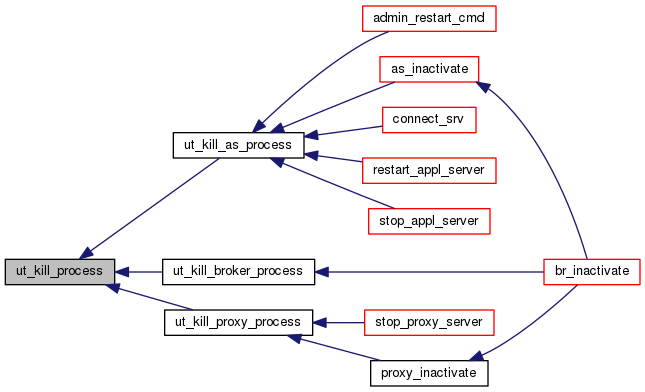 admin_restart_cmd
as_inactivate
connect_srv
ut_kill_as_process
restart_appl_server
stop_appl_server
ut_kill_process
ut_kill_broker_process
br_inactivate
ut_kill_proxy_process
stop_proxy_server
proxy_inactivate